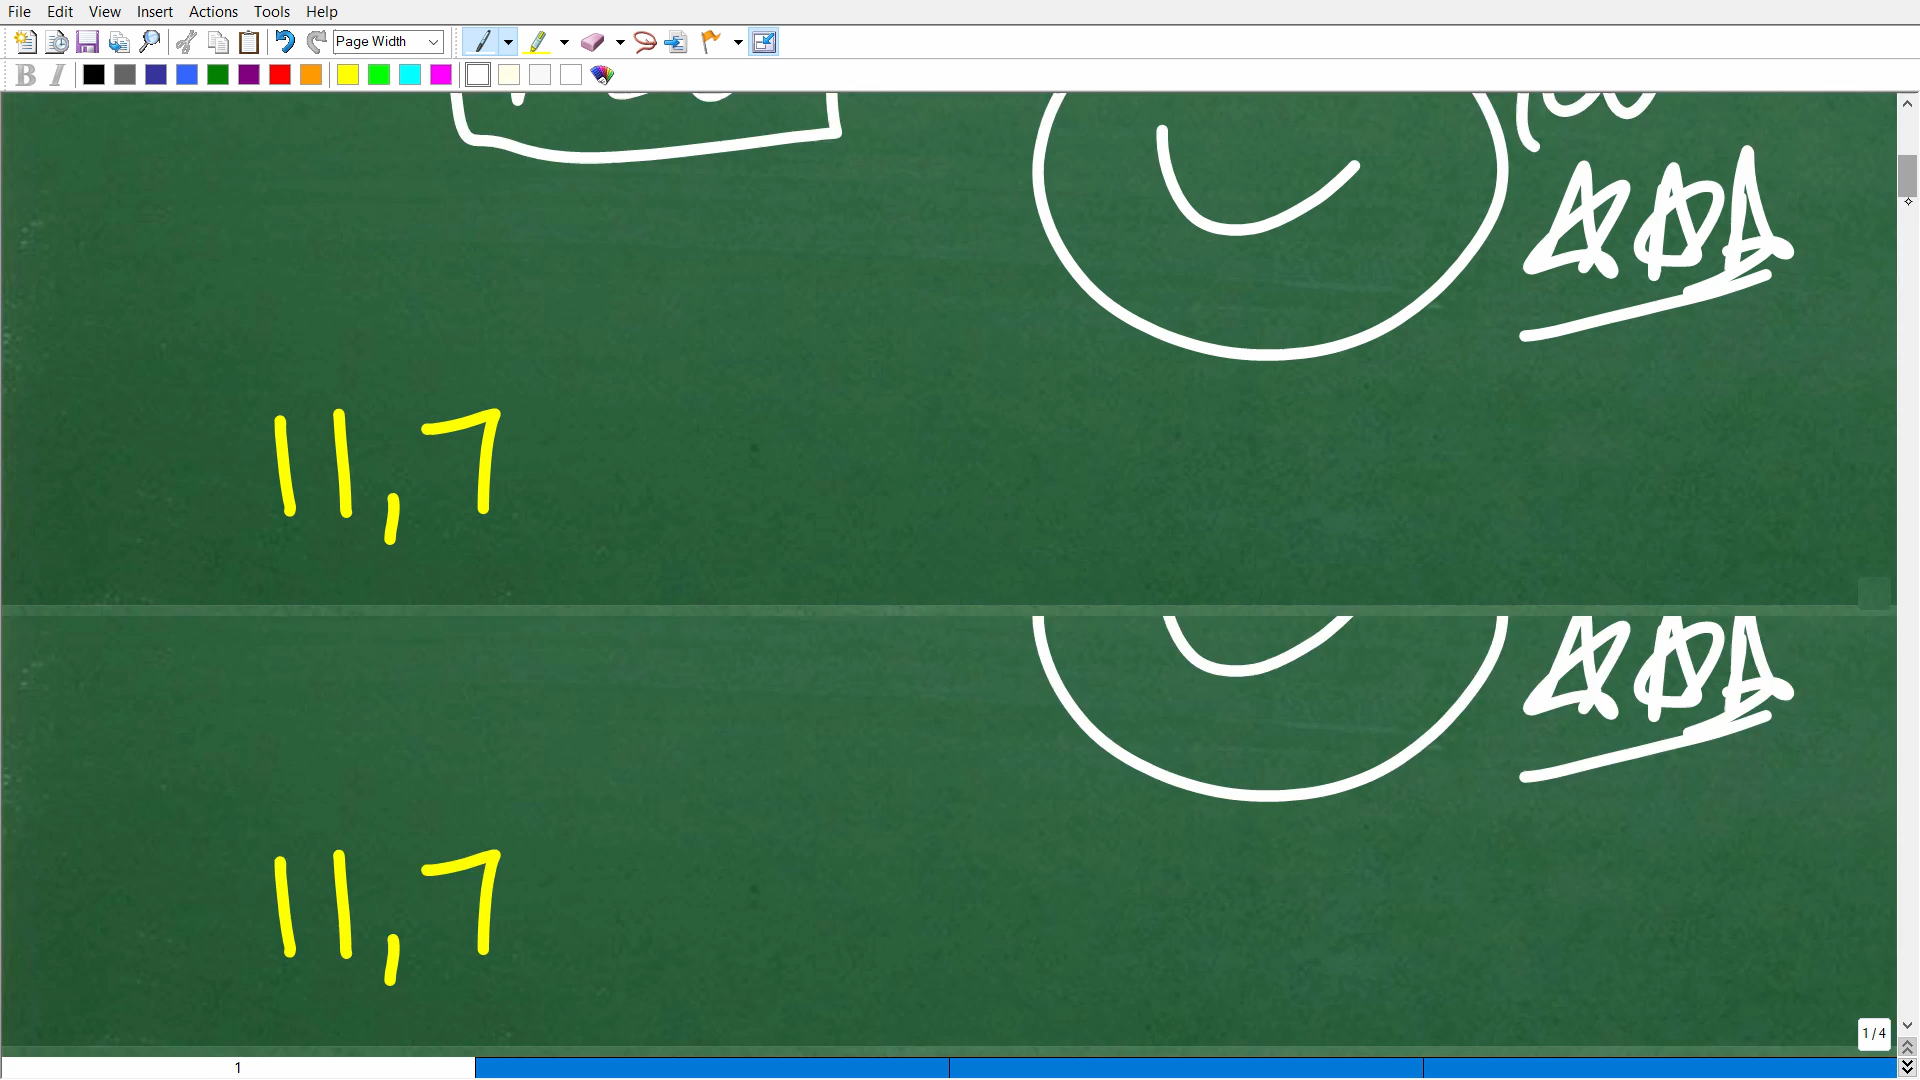 File Edit View Insert Actions Tools Help
Page Width
B I
11,7
11,7
1/4
1